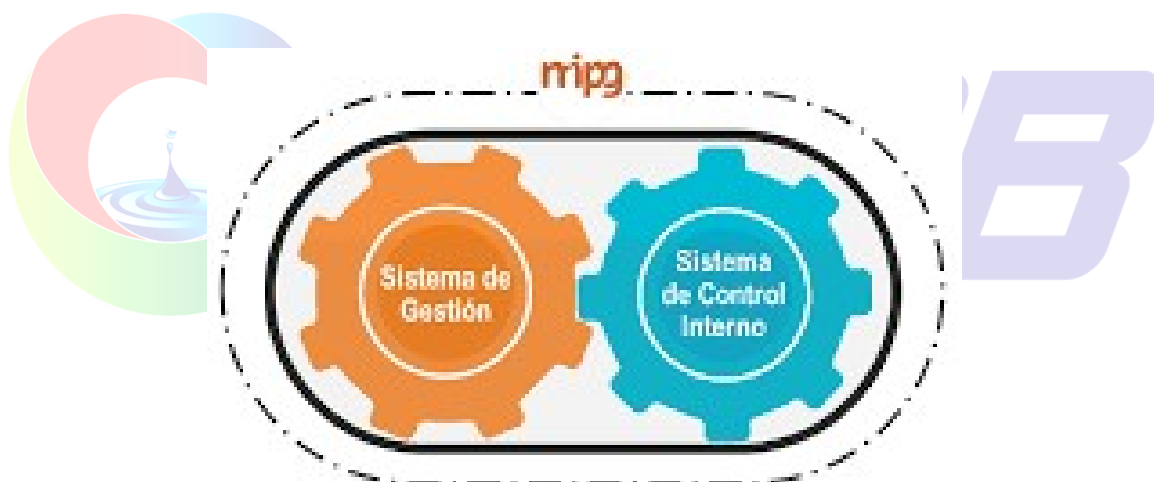 mipg
Sistema de
Gestión
Sistema
de Control
Interno
B